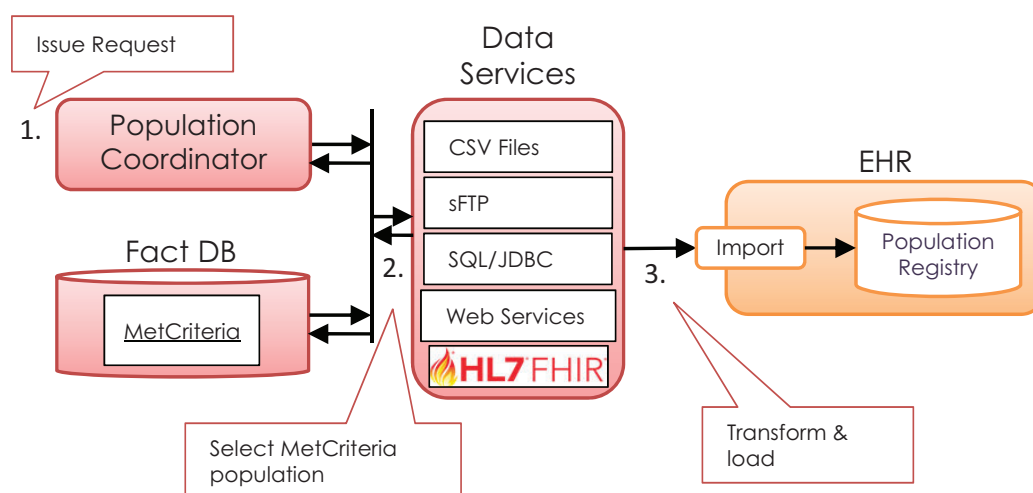 Issue Request
1.
Population
Coordinator
Fact DB
MetCriteria
2.
Select MetCriteria
population
Data
Services
CSV Files
sFTP
SQL/JDBC
Web Services
HL7 FHIR®
3.
Transform &
load
EHR
Import
Population
Registry